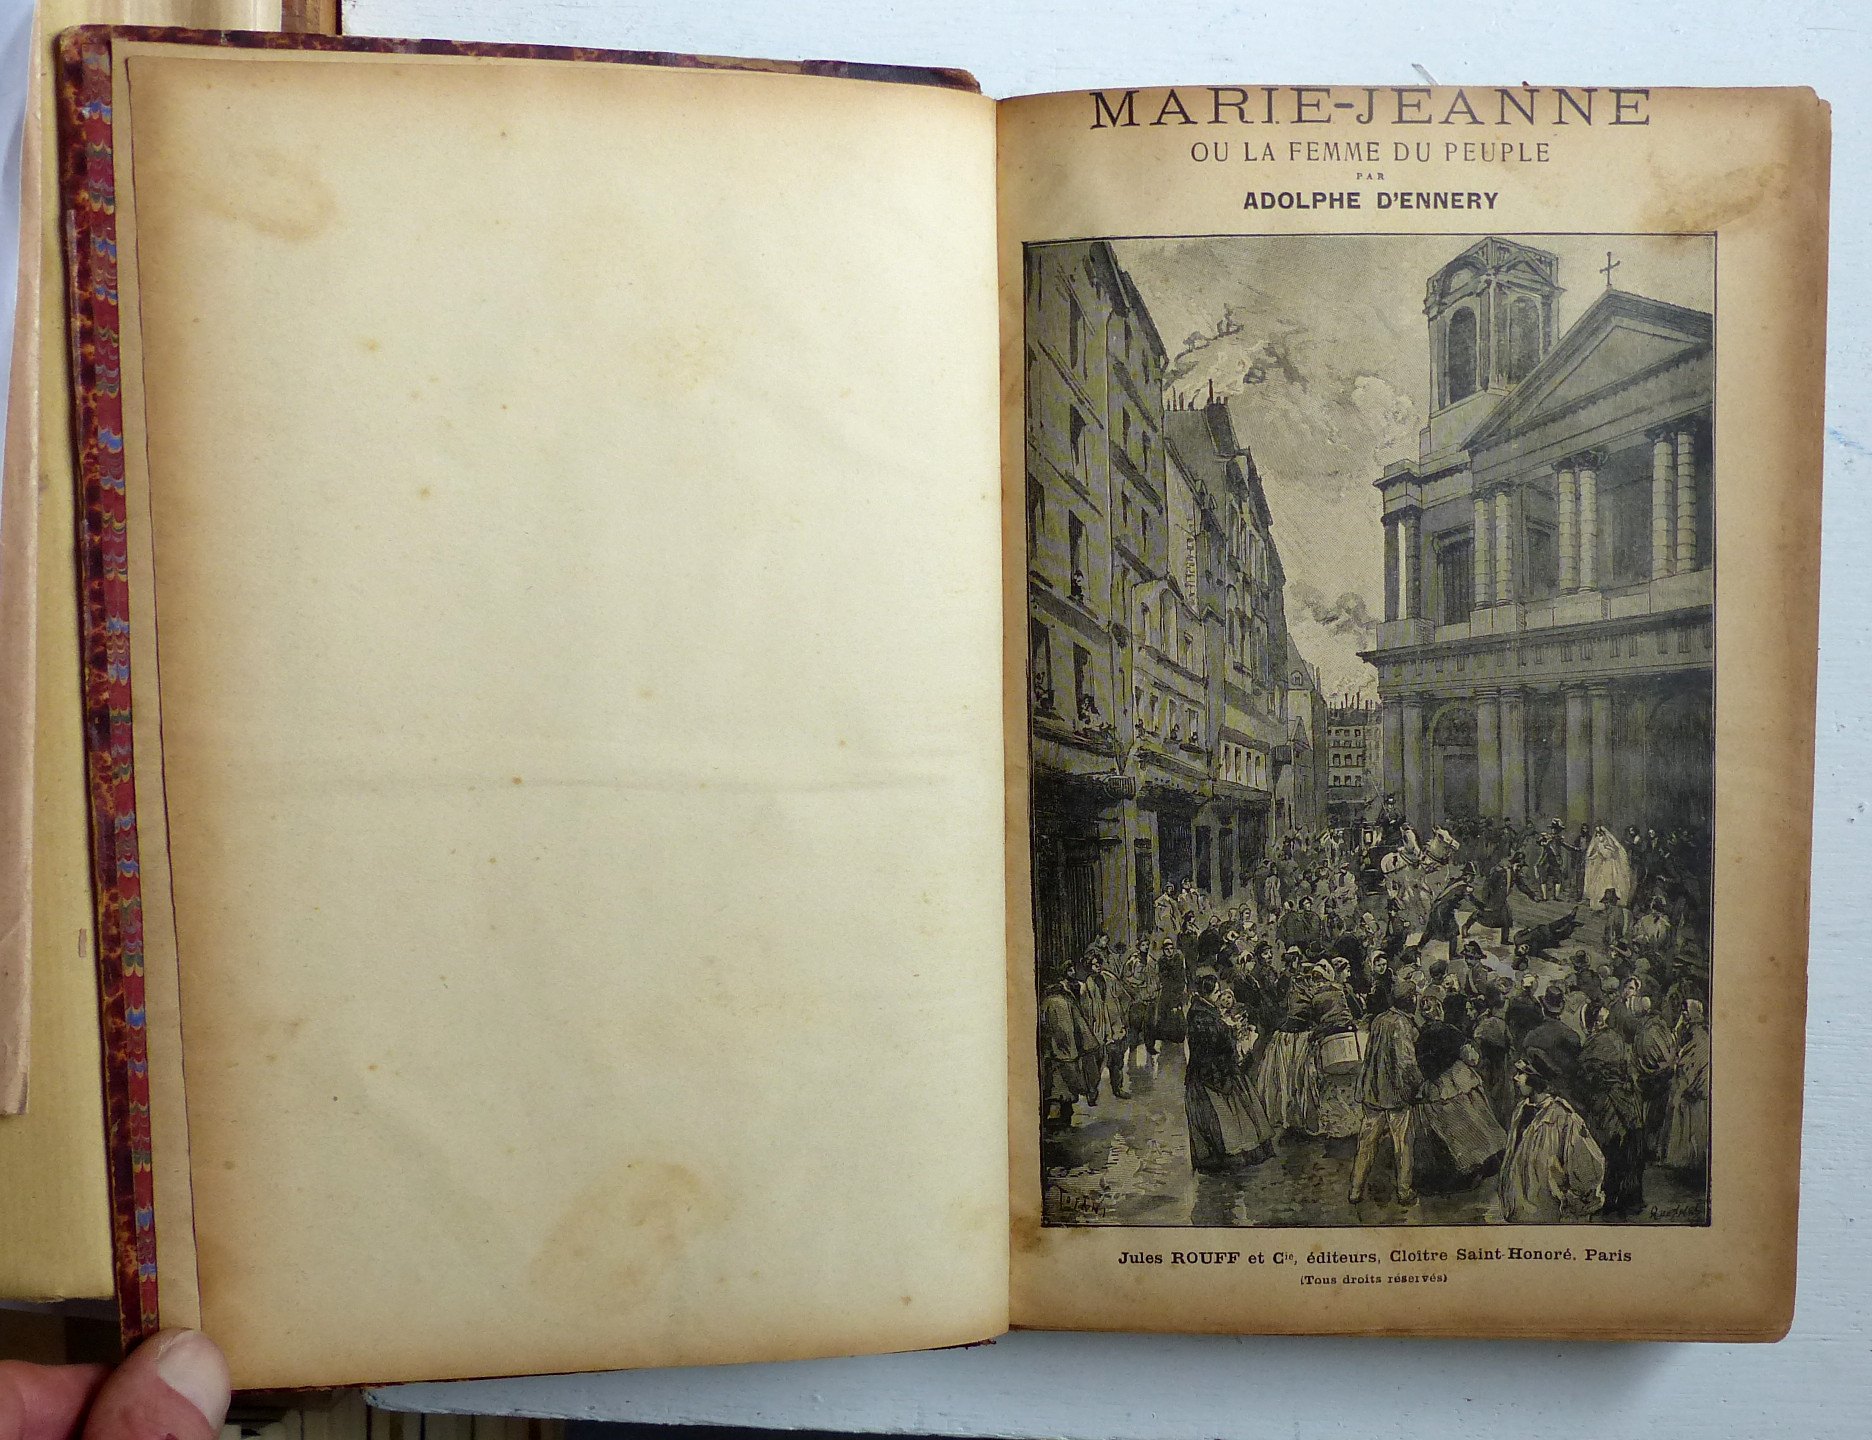 MARIE-JEANNE
OU LA FEMME DU PEUPLE
PAR
ADOLPHE D'ENNERY
TOFANI
Jules ROUFF et Cie, éditeurs, Cloître Saint-Honoré. Paris
(Tous droits réservés)